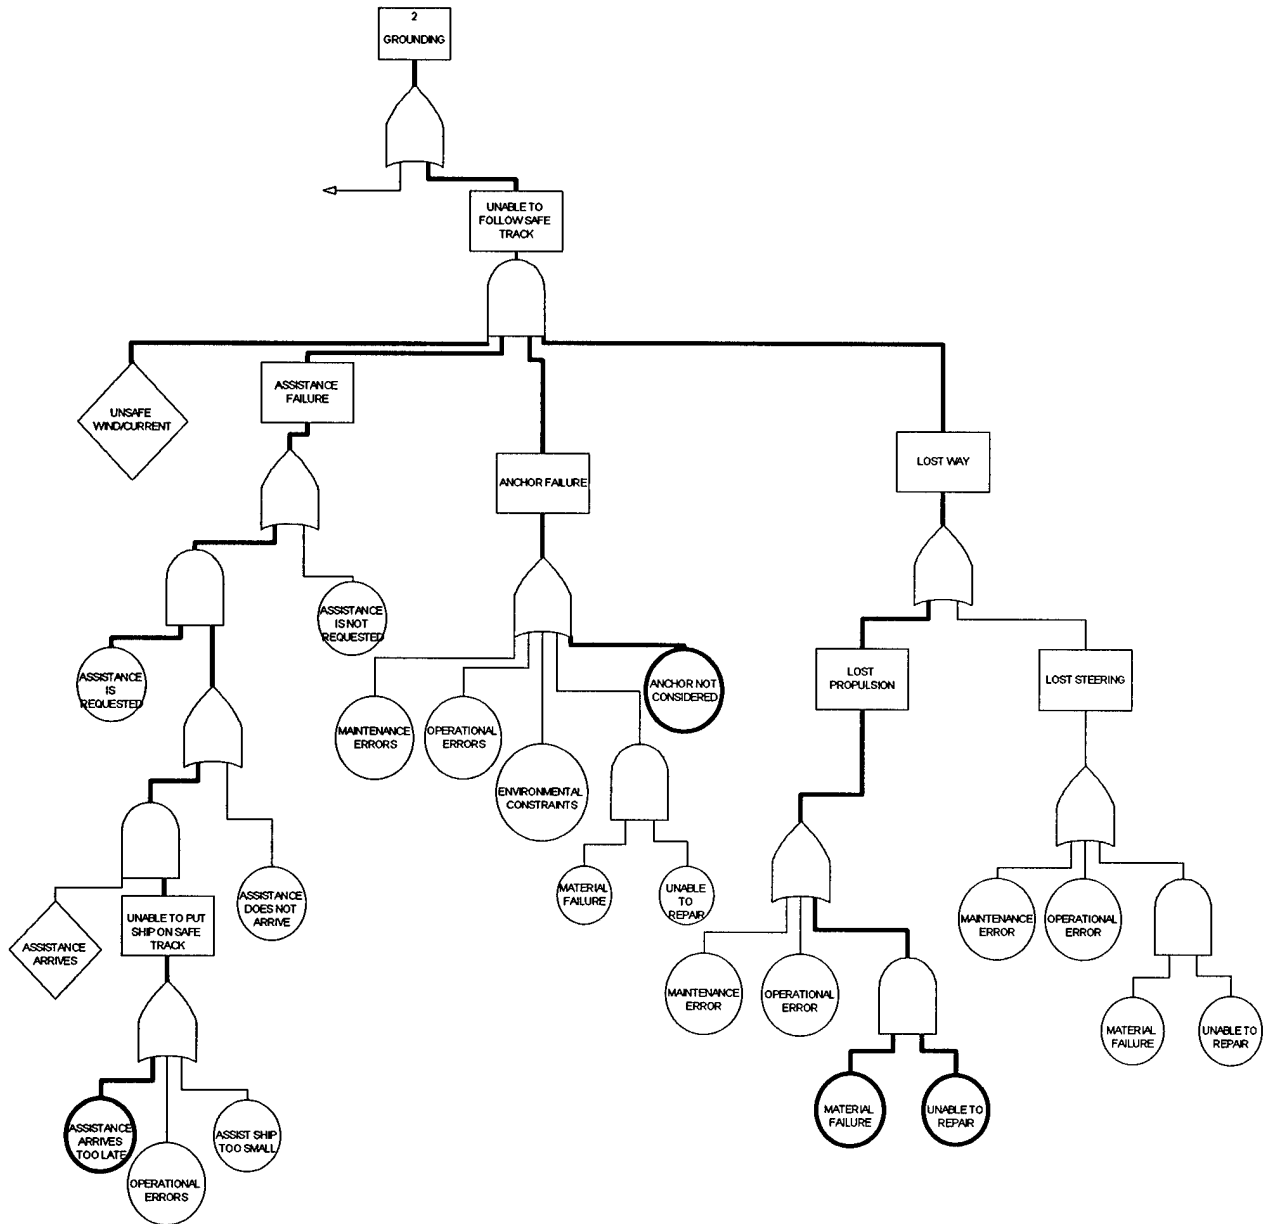 2
GROUNDING
UNABLE TO
FOLLOW SAFE
TRACK
UNSAFE
WIND/CURRENT
ASSISTANCE
FAILURE
ANCHOR FAILURE
LOST WAY
ASSISTANCE
IS NOT
REQUESTED
ASSISTANCE
IS
REQUESTED
ANCHOR NOT
CONSIDERED
LOST
PROPULSION
LOST STEERING
MAINTENANCE
ERRORS
OPERATIONAL
ERRORS
ENVIRONMENTAL
CONSTRAINTS
MATERIAL
FAILURE
UNABLE
TO
REPAIR
ASSISTANCE
DOES NOT
ARRIVE
ASSISTANCE
ARRIVES
UNABLE TO PUT
SHIP ON SAFE
TRACK
MAINTENANCE
ERROR
OPERATIONAL
ERROR
MAINTENANCE
ERROR
OPERATIONAL
ERROR
MATERIAL
FAILURE
UNABLE TO
REPAIR
MATERIAL
FAILURE
UNABLE TO
REPAIR
ASSISTANCE
ARRIVES
TOO LATE
OPERATIONAL
ERRORS
ASSIST SHIP
TOO SMALL